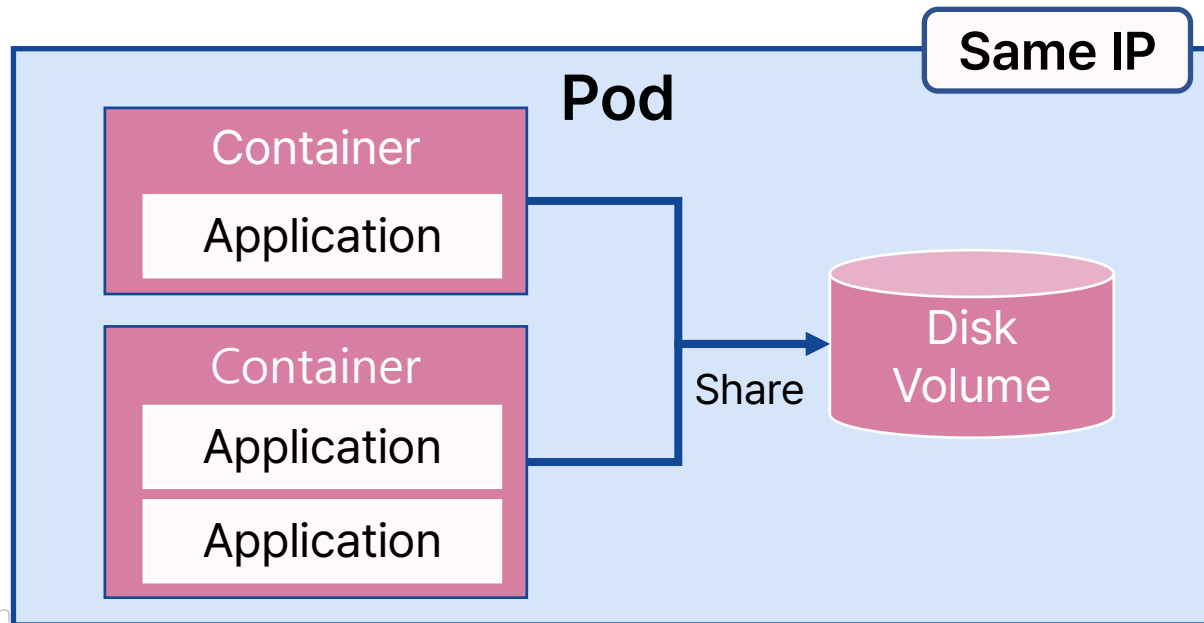 Same IP
Pod
Container
Application
Container
Application
Application
Share
Disk
Volume